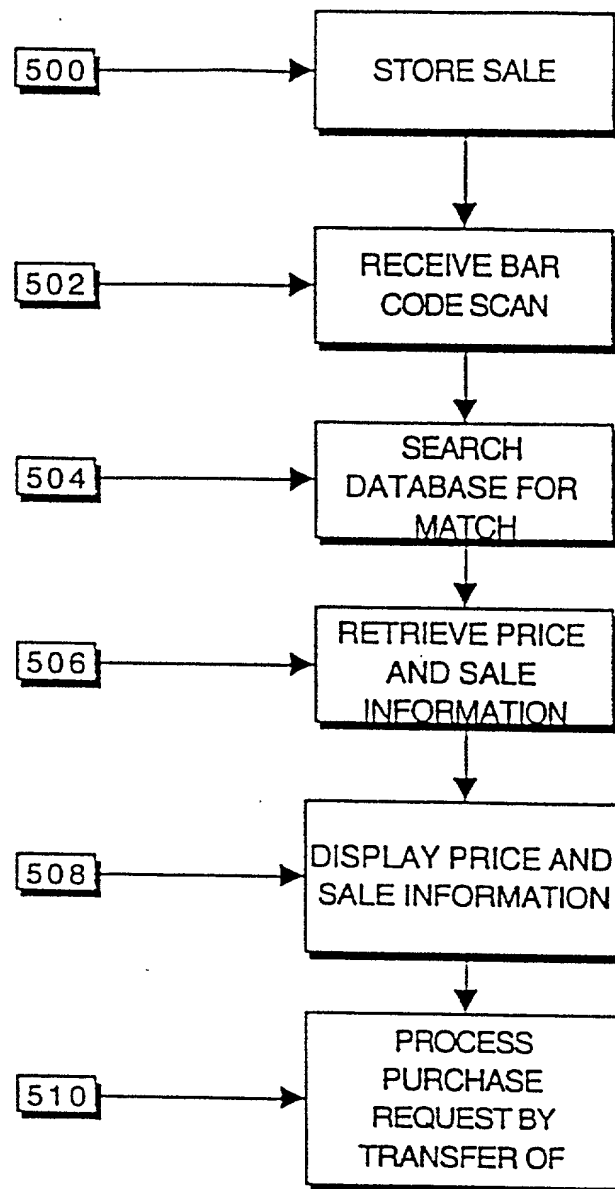 500
STORE SALE
502
RECEIVE BAR
CODE SCAN
504
SEARCH
DATABASE FOR
MATCH
506
RETRIEVE PRICE
AND SALE
INFORMATION
508
DISPLAY PRICE AND
SALE INFORMATION
510
PROCESS
PURCHASE
REQUEST BY
TRANSFER OF